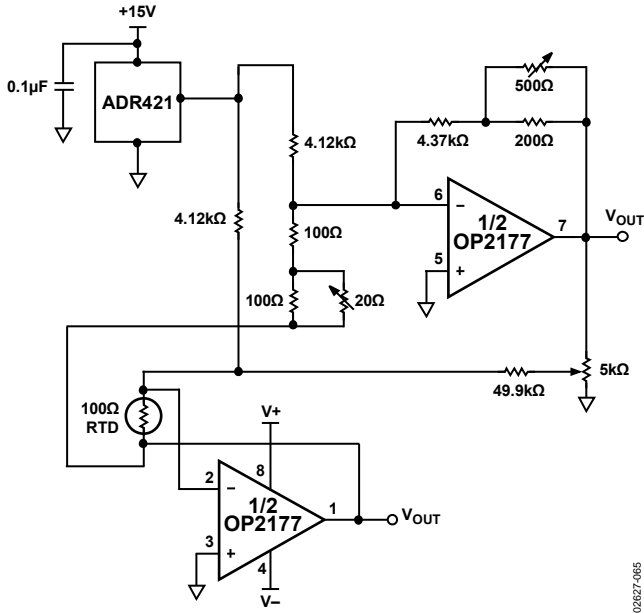 +15V
0.1µF
ADR421
500Ω
4.37kΩ
200Ω
4.12kΩ
4.12kΩ
6
7
1/2
OP2177
VOUT
5
100Ω
100Ω
20Ω
5kΩ
49.9kΩ
100Ω
RTD
V+
8
2
1
1/2
OP2177
VOUT
3
4
V–
02627-065